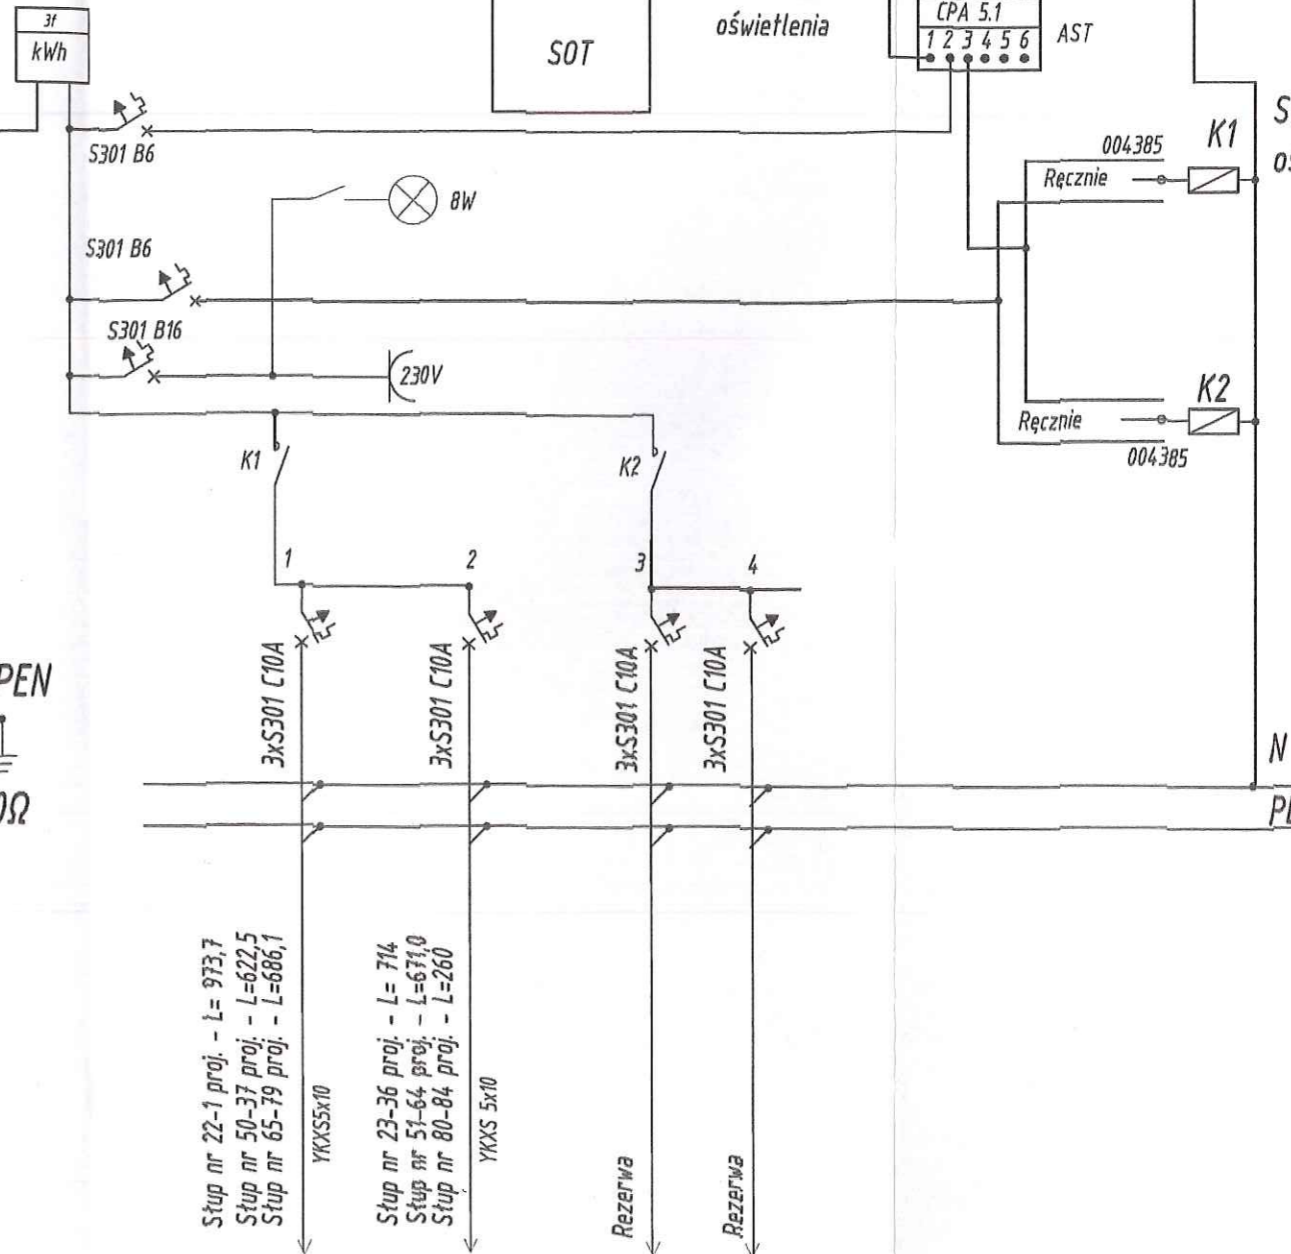 3f
kWh
SOT
oświetlenia
CPA 5.1
1 2 3 4 5 6
AST
S301 B6
8W
S301 B6
S301 B16
230V
004385
K1
Ręcznie
K2
Ręcznie
004385
K1
K2
1
2
3
4
3xS301 C10A
3xS301 C10A
3xS301 C10A
3xS301 C10A
PEN
0Ω
N
Słup nr 22-1 proj. - L= 973,7
Słup nr 50-37 proj. - L=622,5
Słup nr 65-79 proj. - L=686,1
YKXS5x10
Słup nr 23-36 proj. - L= 714
Słup nr 51-64 proj. - L=671,0
Słup nr 80-84 proj. - L=260
YKXS 5x10
Rezerwa
Rezerwa